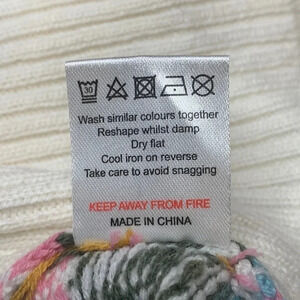 30
Wash similar colours together
Reshape whilst damp
Dry flat
Cool iron on reverse
Take care to avoid snagging
KEEP AWAY FROM FIRE
MADE IN CHINA